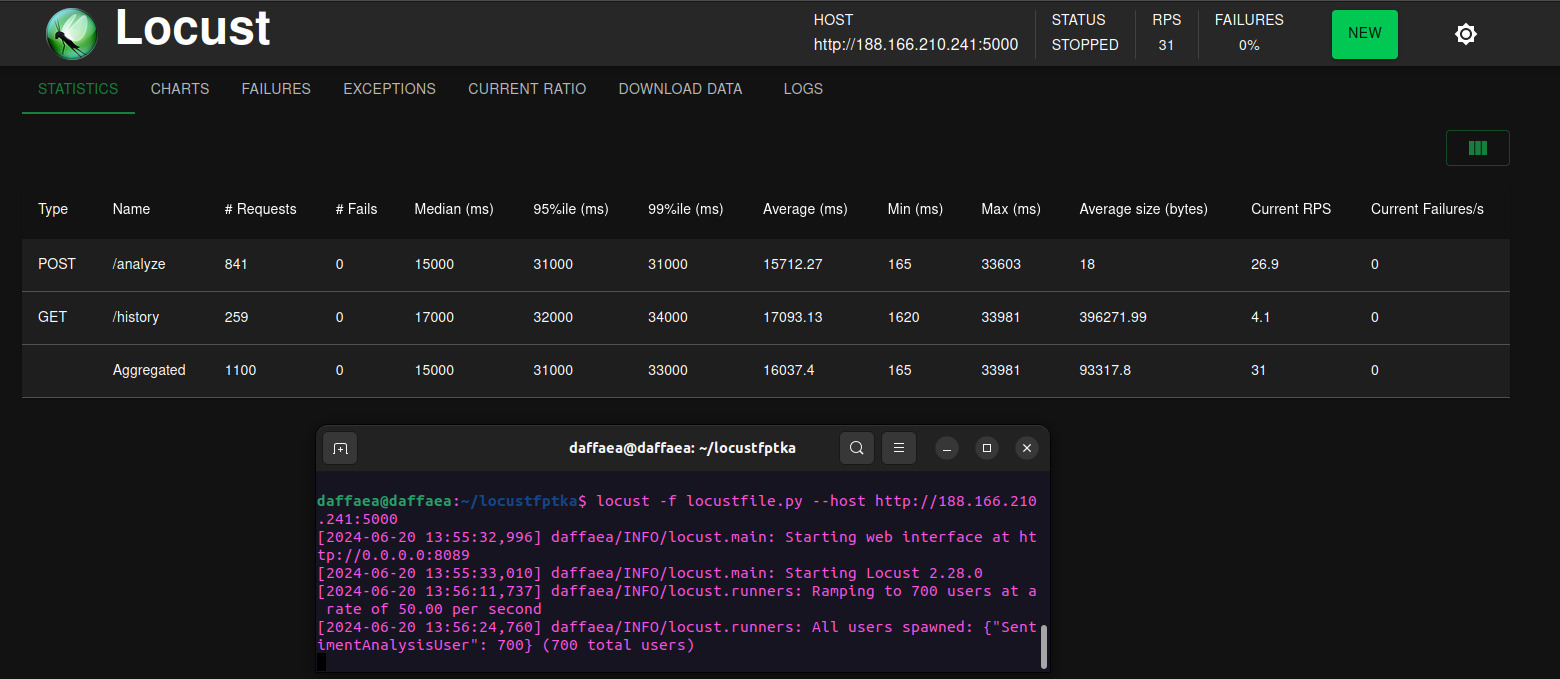 Locust
HOST
http://188.166.210.241:5000
STATUS
STOPPED
RPS
31
FAILURES
0%
NEW
STATISTICS CHARTS FAILURES EXCEPTIONS CURRENT RATIO DOWNLOAD DATA LOGS
Type Name # Requests # Fails Median (ms) 95%ile (ms) 99%ile (ms) Average (ms) Min (ms) Max (ms) Average size (bytes) Current RPS Current Failures/s
POST /analyze 841 0 15000 31000 31000 15712.27 165 33603 18 26.9 0
GET /history 259 0 17000 32000 34000 17093.13 1620 33981 396271.99 4.1 0
Aggregated 1100 0 15000 31000 33000 16037.4 165 33981 93317.8 31 0
daffaea@daffaea: ~/locustfptka
daffaea@daffaea:~/locustfptka$ locust -f locustfile.py --host http://188.166.210
.241:5000
[2024-06-20 13:55:32,996] daffaea/INFO/locust.main: Starting web interface at ht
tp://0.0.0.0:8089
[2024-06-20 13:55:33,010] daffaea/INFO/locust.main: Starting Locust 2.28.0
[2024-06-20 13:56:11,737] daffaea/INFO/locust.runners: Ramping to 700 users at a
 rate of 50.00 per second
[2024-06-20 13:56:24,760] daffaea/INFO/locust.runners: All users spawned: {"Sent
imentAnalysisUser": 700} (700 total users)